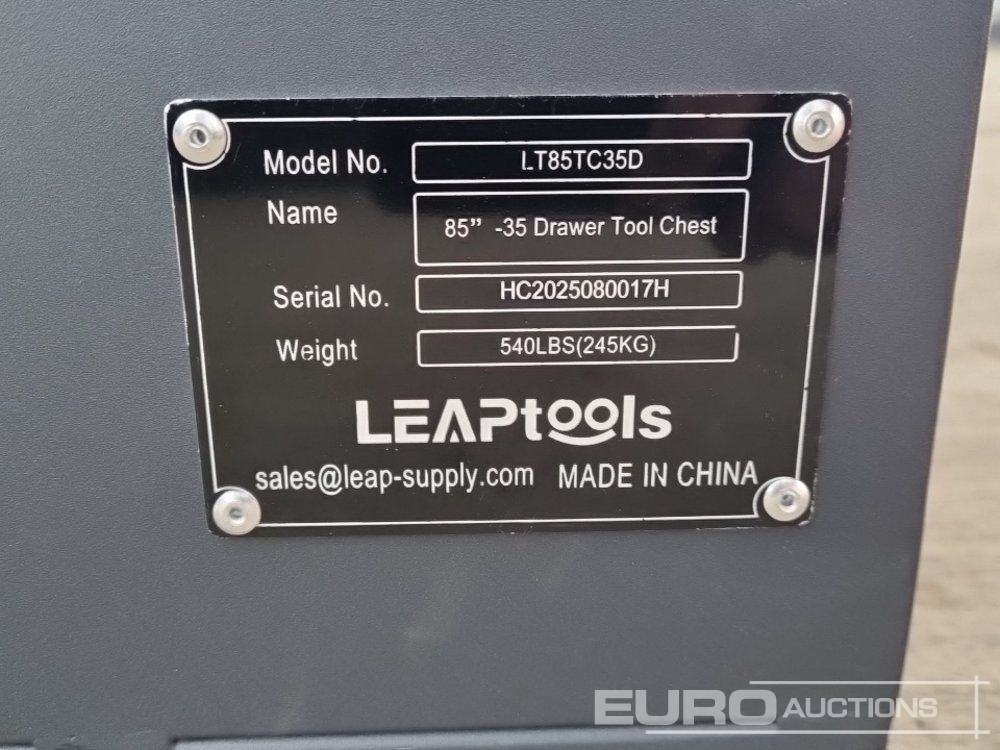 Model No. LT85TC35D
Name 85” -35 Drawer Tool Chest
Serial No. HC2025080017H
Weight 540LBS(245KG)
LEAPtools
sales@leap-supply.com MADE IN CHINA
EURO AUCTIONS